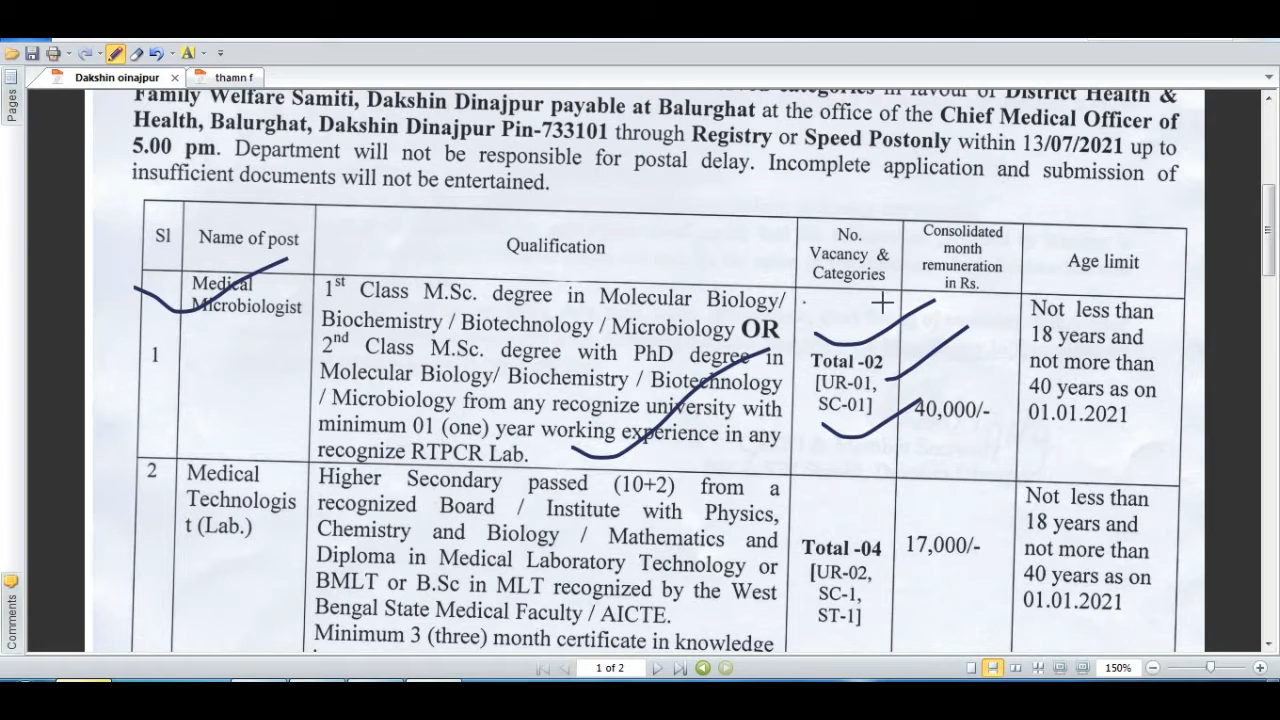 Dakshin oinajpur
thamn f
Pages
categories in favour of District Health &
Family Welfare Samiti, Dakshin Dinajpur payable at Balurghat at the office of the Chief Medical Officer of
Health, Balurghat, Dakshin Dinajpur Pin-733101 through Registry or Speed Postonly within 13/07/2021 up to
5.00 pm. Department will not be responsible for postal delay. Incomplete application and submission of
insufficient documents will not be entertained.
Sl
Name of post
Qualification
No.
Vacancy &
Categories
Consolidated
month
remuneration
in Rs.
Age limit
1
Medical
Microbiologist
1st Class M.Sc. degree in Molecular Biology/
Biochemistry / Biotechnology / Microbiology OR
2nd Class M.Sc. degree with PhD degree in
Molecular Biology/ Biochemistry / Biotechnology
/ Microbiology from any recognize university with
minimum 01 (one) year working experience in any
recognize RTPCR Lab.
Total -02
[UR-01,
SC-01]
40,000/-
Not less than
18 years and
not more than
40 years as on
01.01.2021
2
Medical
Technologis
t (Lab.)
Higher Secondary passed (10+2) from a
recognized Board / Institute with Physics,
Chemistry and Biology / Mathematics and
Diploma in Medical Laboratory Technology or
BMLT or B.Sc in MLT recognized by the West
Bengal State Medical Faculty / AICTE.
Minimum 3 (three) month certificate in knowledge
Total -04
[UR-02,
SC-1,
ST-1]
17,000/-
Not less than
18 years and
not more than
40 years as on
01.01.2021
Comments
1 of 2
150%